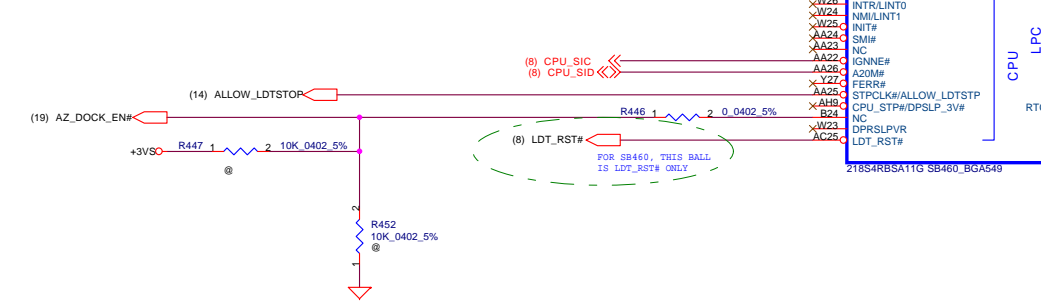 W26 INTR/LINT0
W24 NMI/LINT1
W25 INIT#
AA24 SMI#
AA23 NC
(8) CPU_SIC AA22 IGNNE#
(8) CPU_SID AA26 A20M#
Y27 FERR#
(14) ALLOW_LDTSTOP AA25 STPCLK#/ALLOW_LDTSTP
AH9 CPU_STP#/DPSLP_3V#
(19) AZ_DOCK_EN# R446 1 2 0_0402_5% B24 NC
W23 DPRSLPVR
(8) LDT_RST# AC25 LDT_RST#
CPU
LPC
RTC
+3VS R447 1 2 10K_0402_5%
@
FOR SB460, THIS BALL
IS LDT_RST# ONLY
218S4RBSA11G SB460_BGA549
2
R452
10K_0402_5%
@
1